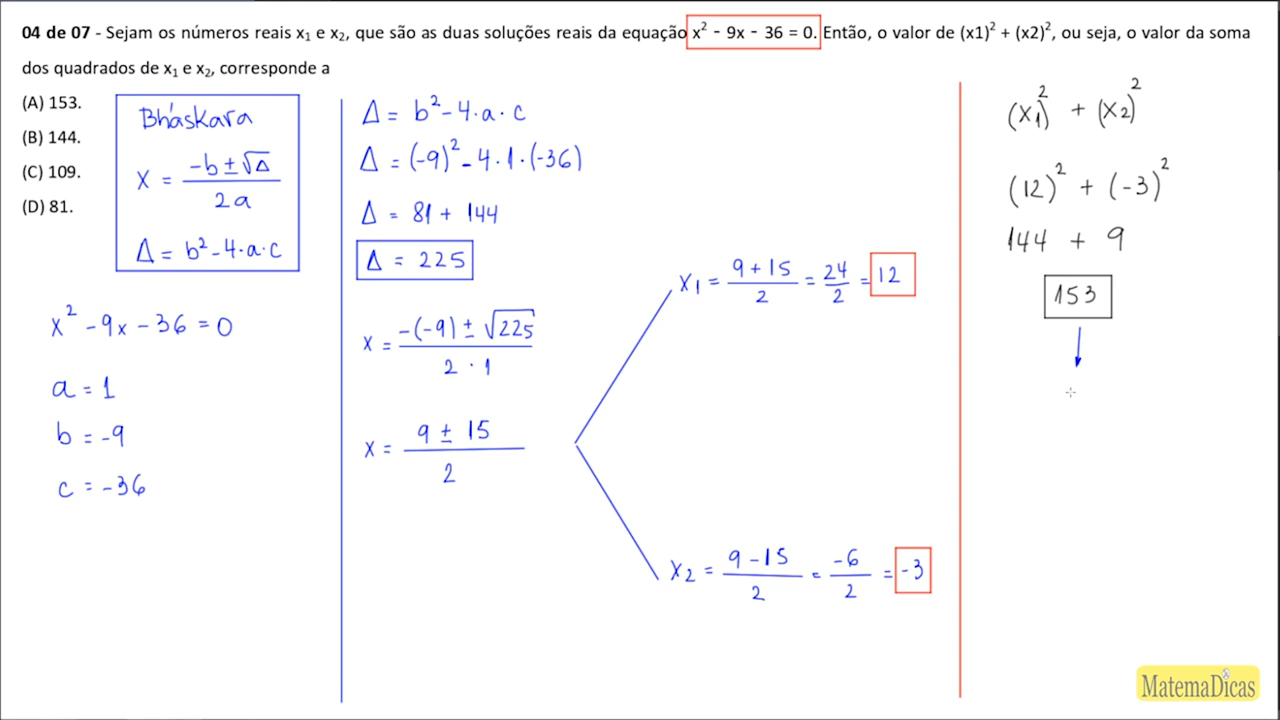 04 de 07 - Sejam os números reais x₁ e x₂, que são as duas soluções reais da equação x² - 9x - 36 = 0. Então, o valor de (x1)² + (x2)², ou seja, o valor da soma
dos quadrados de x₁ e x₂, corresponde a
(A) 153.
(B) 144.
(C) 109.
(D) 81.
Bháskara
x = (-b ± √Δ) / 2a
Δ = b² - 4·a·c
x² - 9x - 36 = 0
a = 1
b = -9
c = -36
Δ = b² - 4·a·c
Δ = (-9)² - 4·1·(-36)
Δ = 81 + 144
Δ = 225
x = (-(-9) ± √225) / (2·1)
x = (9 ± 15) / 2
x₁ = (9 + 15)/2 = 24/2 = 12
x₂ = (9 - 15)/2 = -6/2 = -3
(x₁)² + (x₂)²
(12)² + (-3)²
144 + 9
153
MatemaDicas